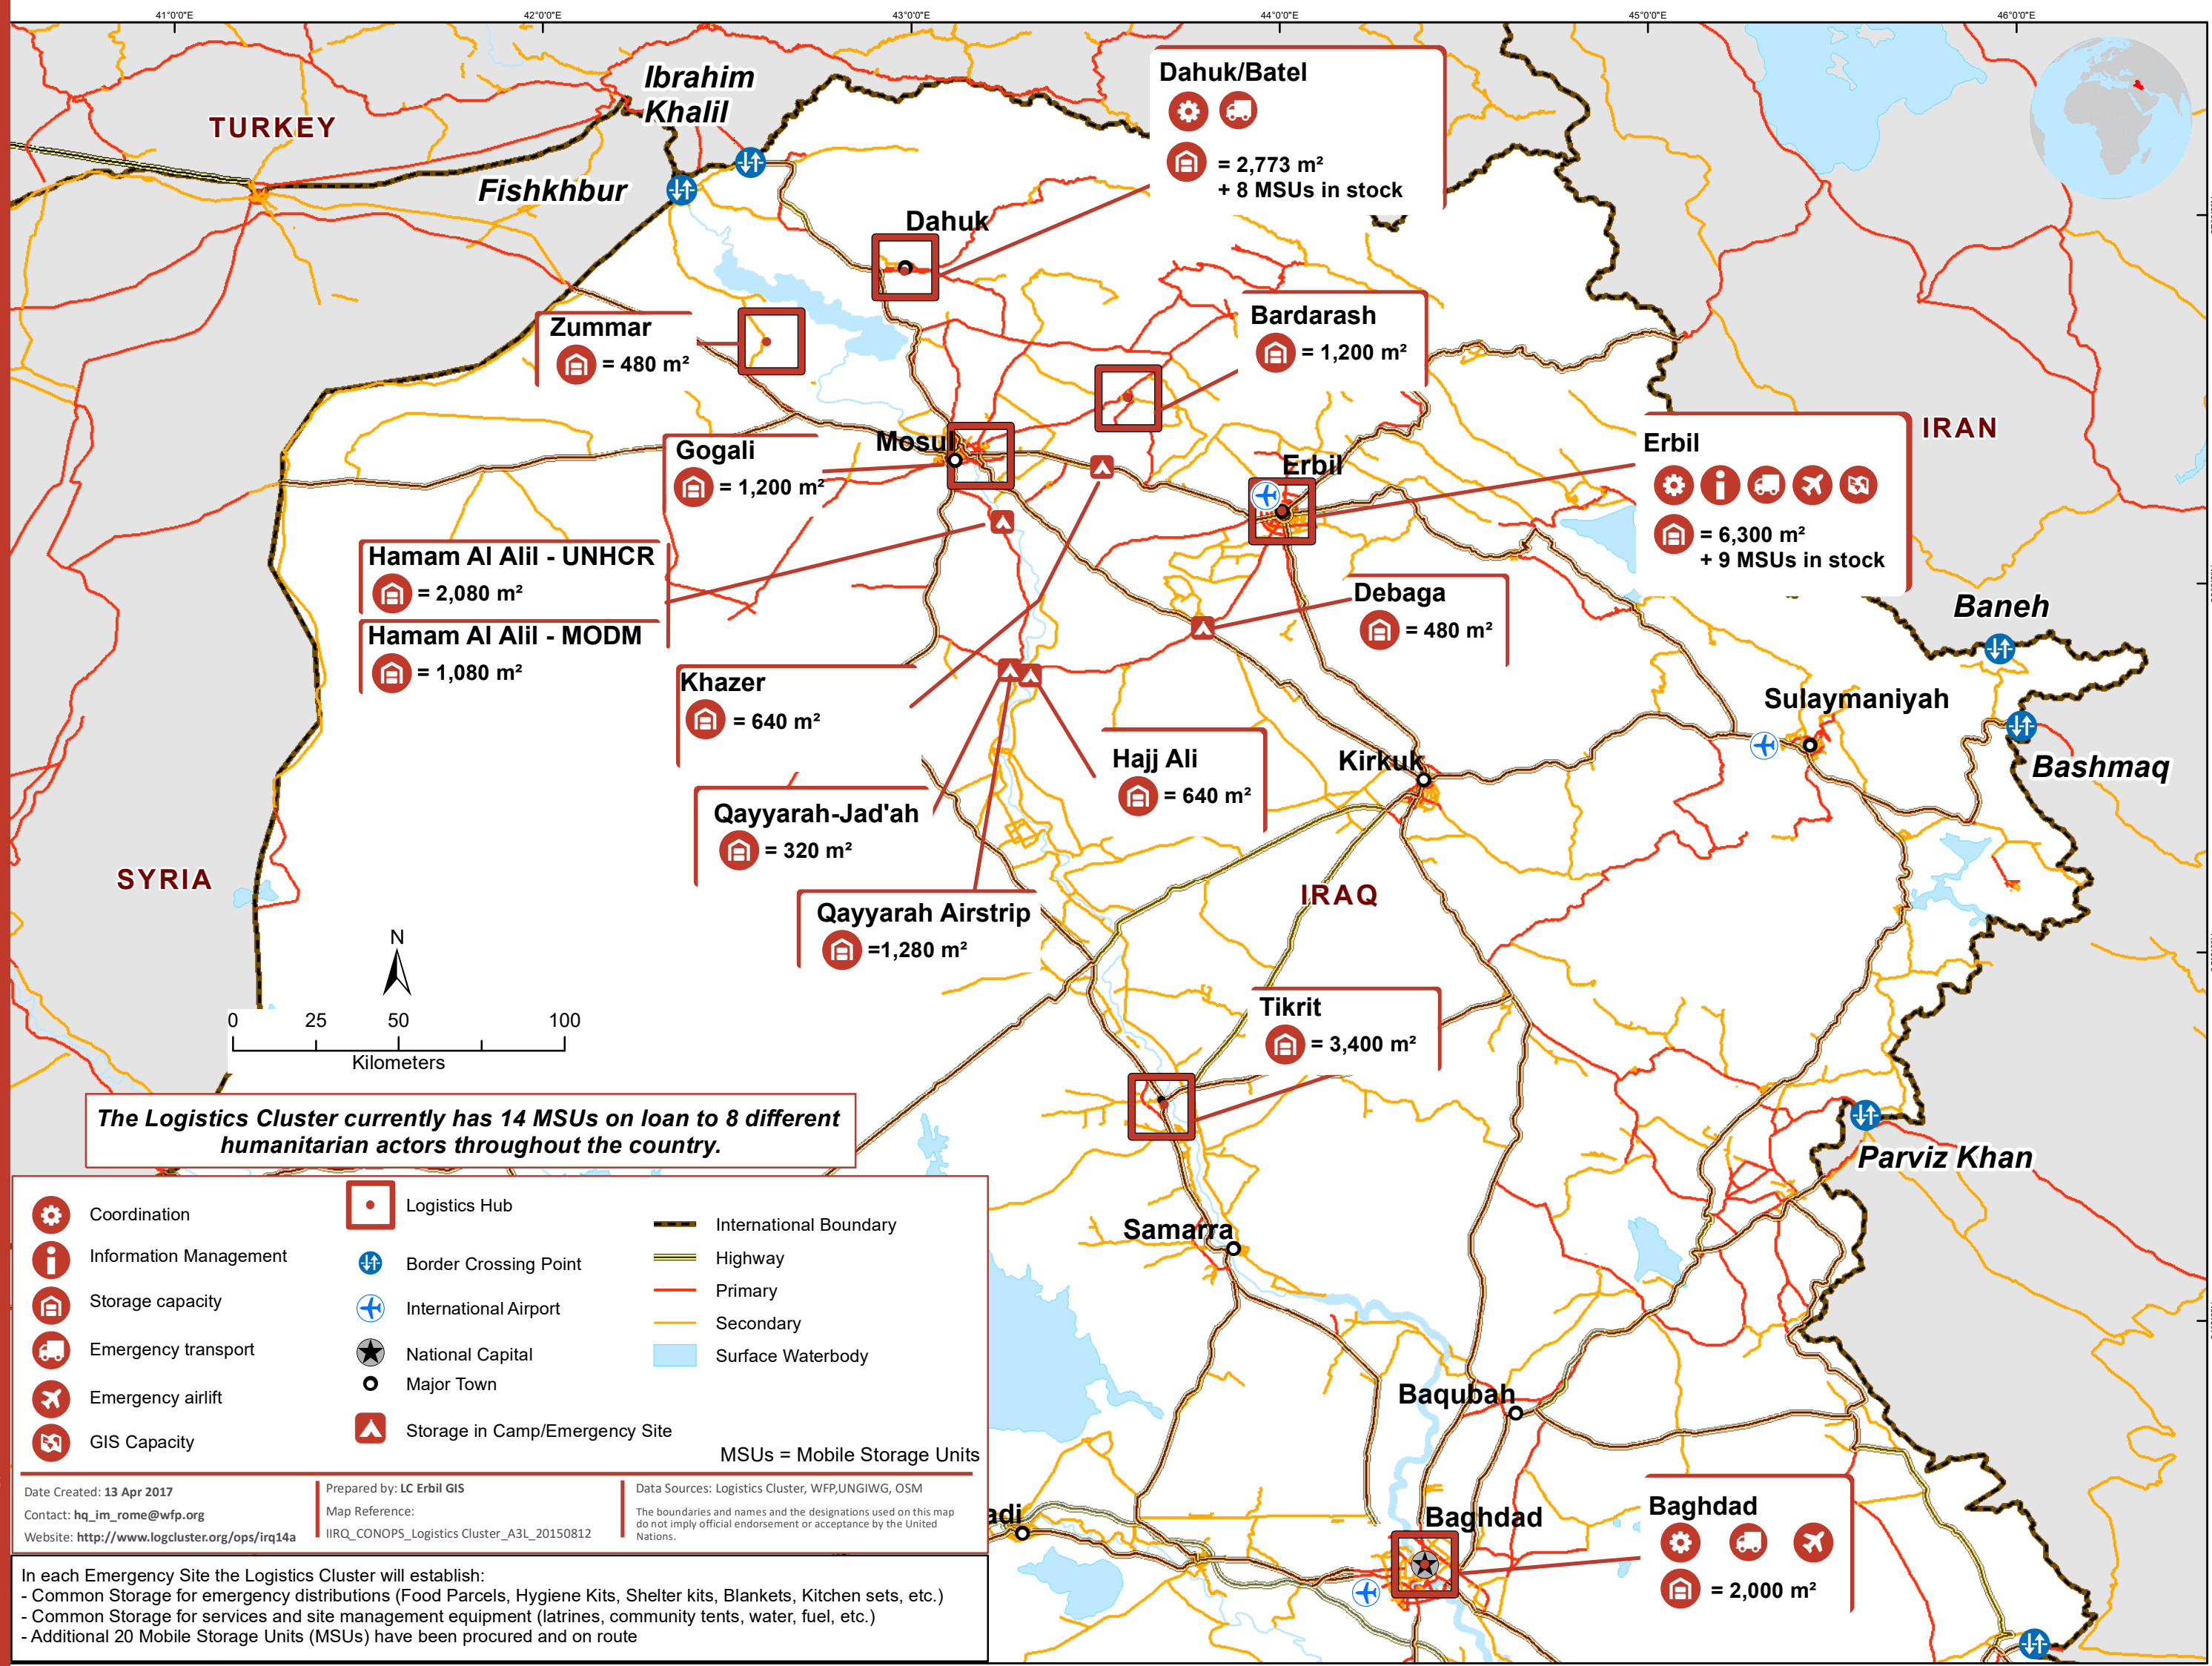 41°0'0"E
42°0'0"E
43°0'0"E
44°0'0"E
45°0'0"E
46°0'0"E
Ibrahim
Khalil
TURKEY
Fishkhbur
Dahuk/Batel
= 2,773 m²
+ 8 MSUs in stock
Dahuk
Zummar
= 480 m²
Bardarash
= 1,200 m²
IRAN
Gogali
= 1,200 m²
Mosul
Erbil
Erbil
= 6,300 m²
+ 9 MSUs in stock
Hamam Al Alil - UNHCR
= 2,080 m²
Hamam Al Alil - MODM
= 1,080 m²
Debaga
= 480 m²
Baneh
Khazer
= 640 m²
Sulaymaniyah
Bashmaq
Hajj Ali
= 640 m²
Kirkuk
Qayyarah-Jad'ah
= 320 m²
SYRIA
IRAQ
Qayyarah Airstrip
=1,280 m²
N
0 25 50 100
Kilometers
Tikrit
= 3,400 m²
The Logistics Cluster currently has 14 MSUs on loan to 8 different
humanitarian actors throughout the country.
Parviz Khan
Samarra
Baqubah
adi
Baghdad
Baghdad
= 2,000 m²
Coordination
Information Management
Storage capacity
Emergency transport
Emergency airlift
GIS Capacity
Logistics Hub
Border Crossing Point
International Airport
National Capital
Major Town
Storage in Camp/Emergency Site
International Boundary
Highway
Primary
Secondary
Surface Waterbody
MSUs = Mobile Storage Units
Date Created: 13 Apr 2017
Contact: hq_im_rome@wfp.org
Website: http://www.logcluster.org/ops/irq14a
Prepared by: LC Erbil GIS
Map Reference:
IIRQ_CONOPS_Logistics Cluster_A3L_20150812
Data Sources: Logistics Cluster, WFP,UNGIWG, OSM
The boundaries and names and the designations used on this map
do not imply official endorsement or acceptance by the United
Nations.
In each Emergency Site the Logistics Cluster will establish:
- Common Storage for emergency distributions (Food Parcels, Hygiene Kits, Shelter kits, Blankets, Kitchen sets, etc.)
- Common Storage for services and site management equipment (latrines, community tents, water, fuel, etc.)
- Additional 20 Mobile Storage Units (MSUs) have been procured and on route